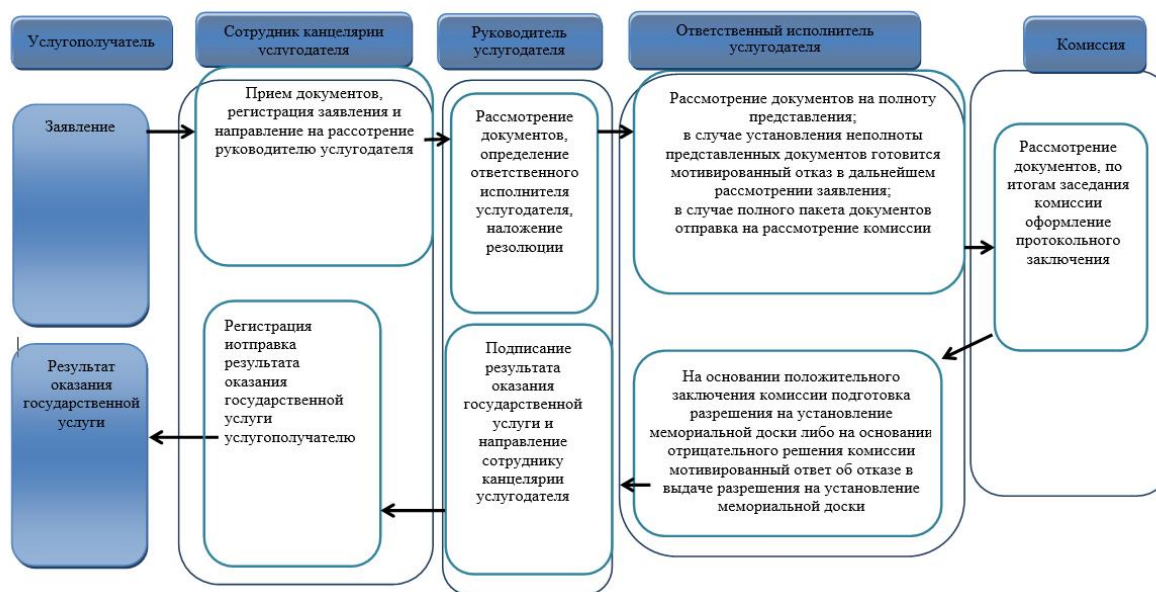 Услугополучатель
Сотрудник канцелярии
услугодателя
Руководитель
услугодателя
Ответственный исполнитель
услугодателя
Комиссия
Заявление
Прием документов,
регистрация заявления и
направление на рассотрение
руководителю услугодателя
Рассмотрение
документов,
определение
ответственного
исполнителя
услугодателя,
наложение
резолюции
Рассмотрение документов на полноту
представления;
в случае установления неполноты
представленных документов готовится
мотивированный отказ в дальнейшем
рассмотрении заявления;
в случае полного пакета документов
отправка на рассмотрение комиссии
Рассмотрение
документов, по
итогам заседания
комиссии
оформление
протокольного
заключения
Результат
оказания
государственной
услуги
Регистрация
иотправка
результата
оказания
государственной
услуги
услугополучателю
Подписание
результата
оказания
государственной
услуги и
направление
сотруднику
канцелярии
услугодателя
На основании положительного
заключения комиссии подготовка
разрешения на установление
мемориальной доски либо на основании
отрицательного решения комиссии
мотивированный ответ об отказе в
выдаче разрешения на установление
мемориальной доски